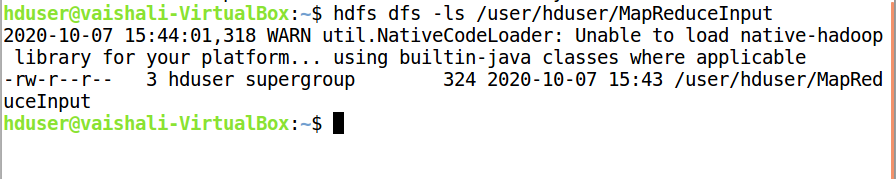 hduser@vaishali-VirtualBox:~$ hdfs dfs -ls /user/hduser/MapReduceInput
2020-10-07 15:44:01,318 WARN util.NativeCodeLoader: Unable to load native-hadoop
 library for your platform... using builtin-java classes where applicable
-rw-r--r--   3 hduser supergroup        324 2020-10-07 15:43 /user/hduser/MapRed
uceInput
hduser@vaishali-VirtualBox:~$